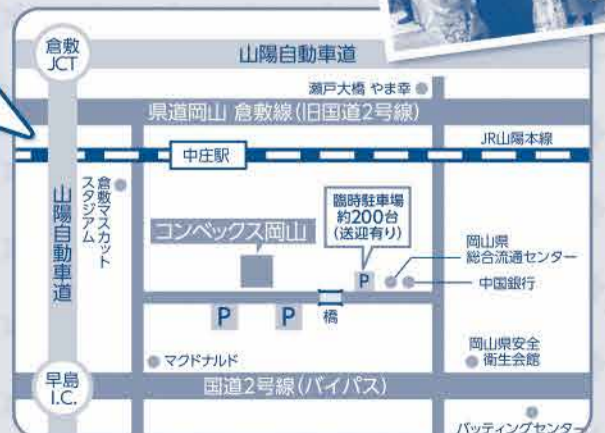 倉敷
JCT
山陽自動車道
瀬戸大橋 やま幸
県道岡山 倉敷線(旧国道2号線)
JR山陽本線
中庄駅
倉敷マスカット
スタジアム
山陽自動車道
コンベックス岡山
臨時駐車場
約200台
(送迎有り)
岡山県
総合流通センター
P
中国銀行
P
P
橋
マクドナルド
岡山県安全
衛生会館
早島
I.C.
国道2号線(バイパス)
バッティングセンター